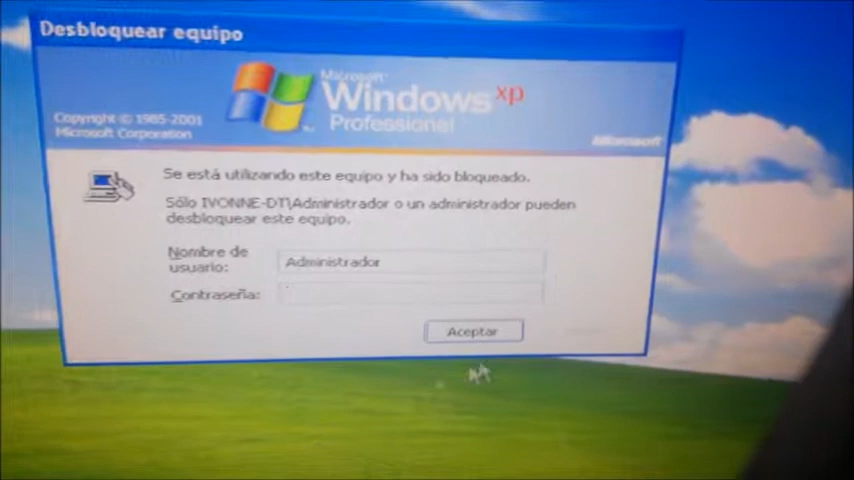 Desbloquear equipo
Microsoft
Windows xp
Professional
Copyright © 1985-2001
Microsoft Corporation
Microsoft
Se está utilizando este equipo y ha sido bloqueado.
Sólo IVONNE-DT\Administrador o un administrador pueden
desbloquear este equipo.
Nombre de
usuario:
Administrador
Contraseña:
Aceptar